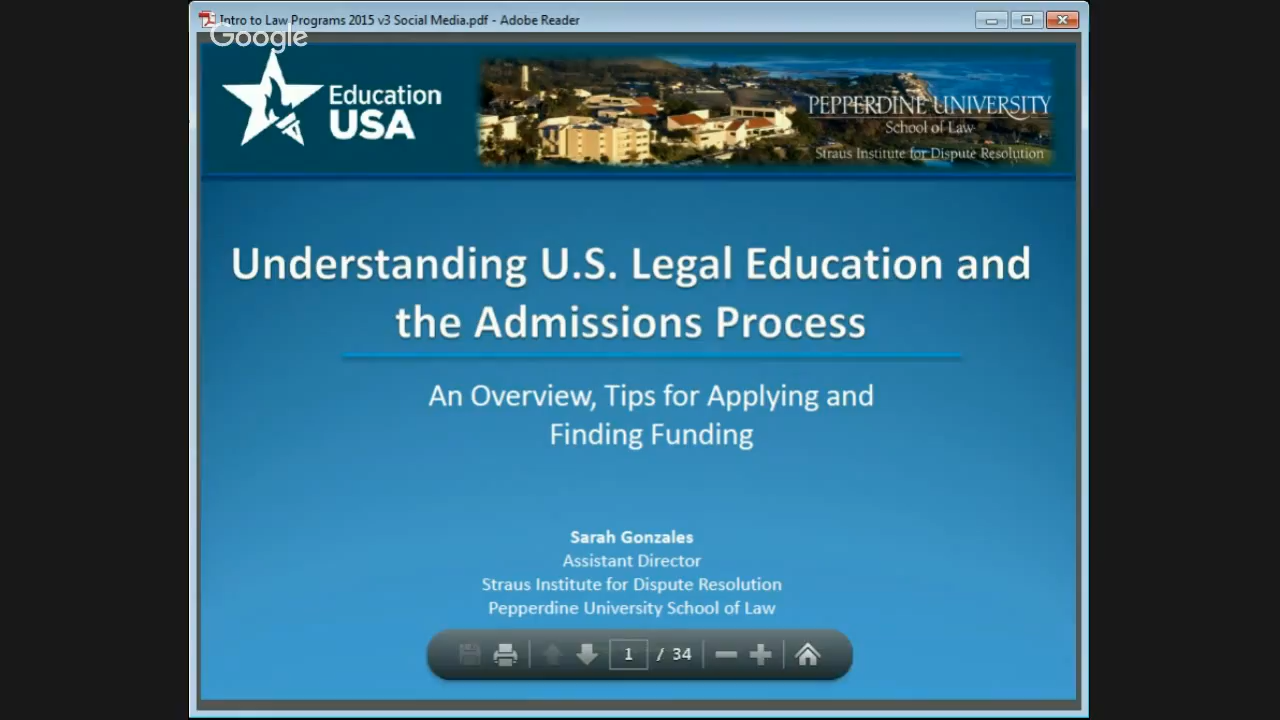 Intro to Law Programs 2015 v3 Social Media.pdf - Adobe Reader
Google
Education
USA
PEPPERDINE UNIVERSITY
School of Law
Straus Institute for Dispute Resolution
Understanding U.S. Legal Education and
the Admissions Process
An Overview, Tips for Applying and
Finding Funding
Sarah Gonzales
Assistant Director
Straus Institute for Dispute Resolution
Pepperdine University School of Law
1 / 34